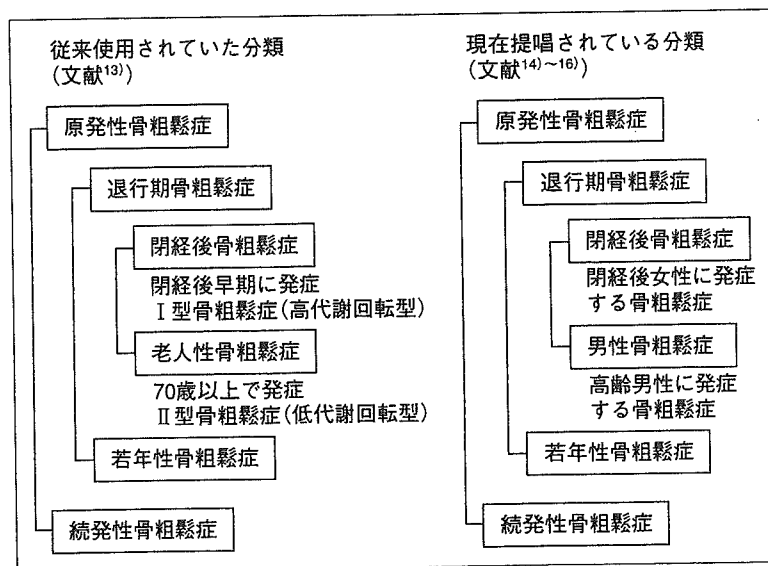 従来使用されていた分類
(文献13))
原発性骨粗鬆症
退行期骨粗鬆症
閉経後骨粗鬆症
閉経後早期に発症
Ⅰ型骨粗鬆症(高代謝回転型)
老人性骨粗鬆症
70歳以上で発症
Ⅱ型骨粗鬆症(低代謝回転型)
若年性骨粗鬆症
続発性骨粗鬆症
現在提唱されている分類
(文献14)〜16))
原発性骨粗鬆症
退行期骨粗鬆症
閉経後骨粗鬆症
閉経後女性に発症
する骨粗鬆症
男性骨粗鬆症
高齢男性に発症
する骨粗鬆症
若年性骨粗鬆症
続発性骨粗鬆症